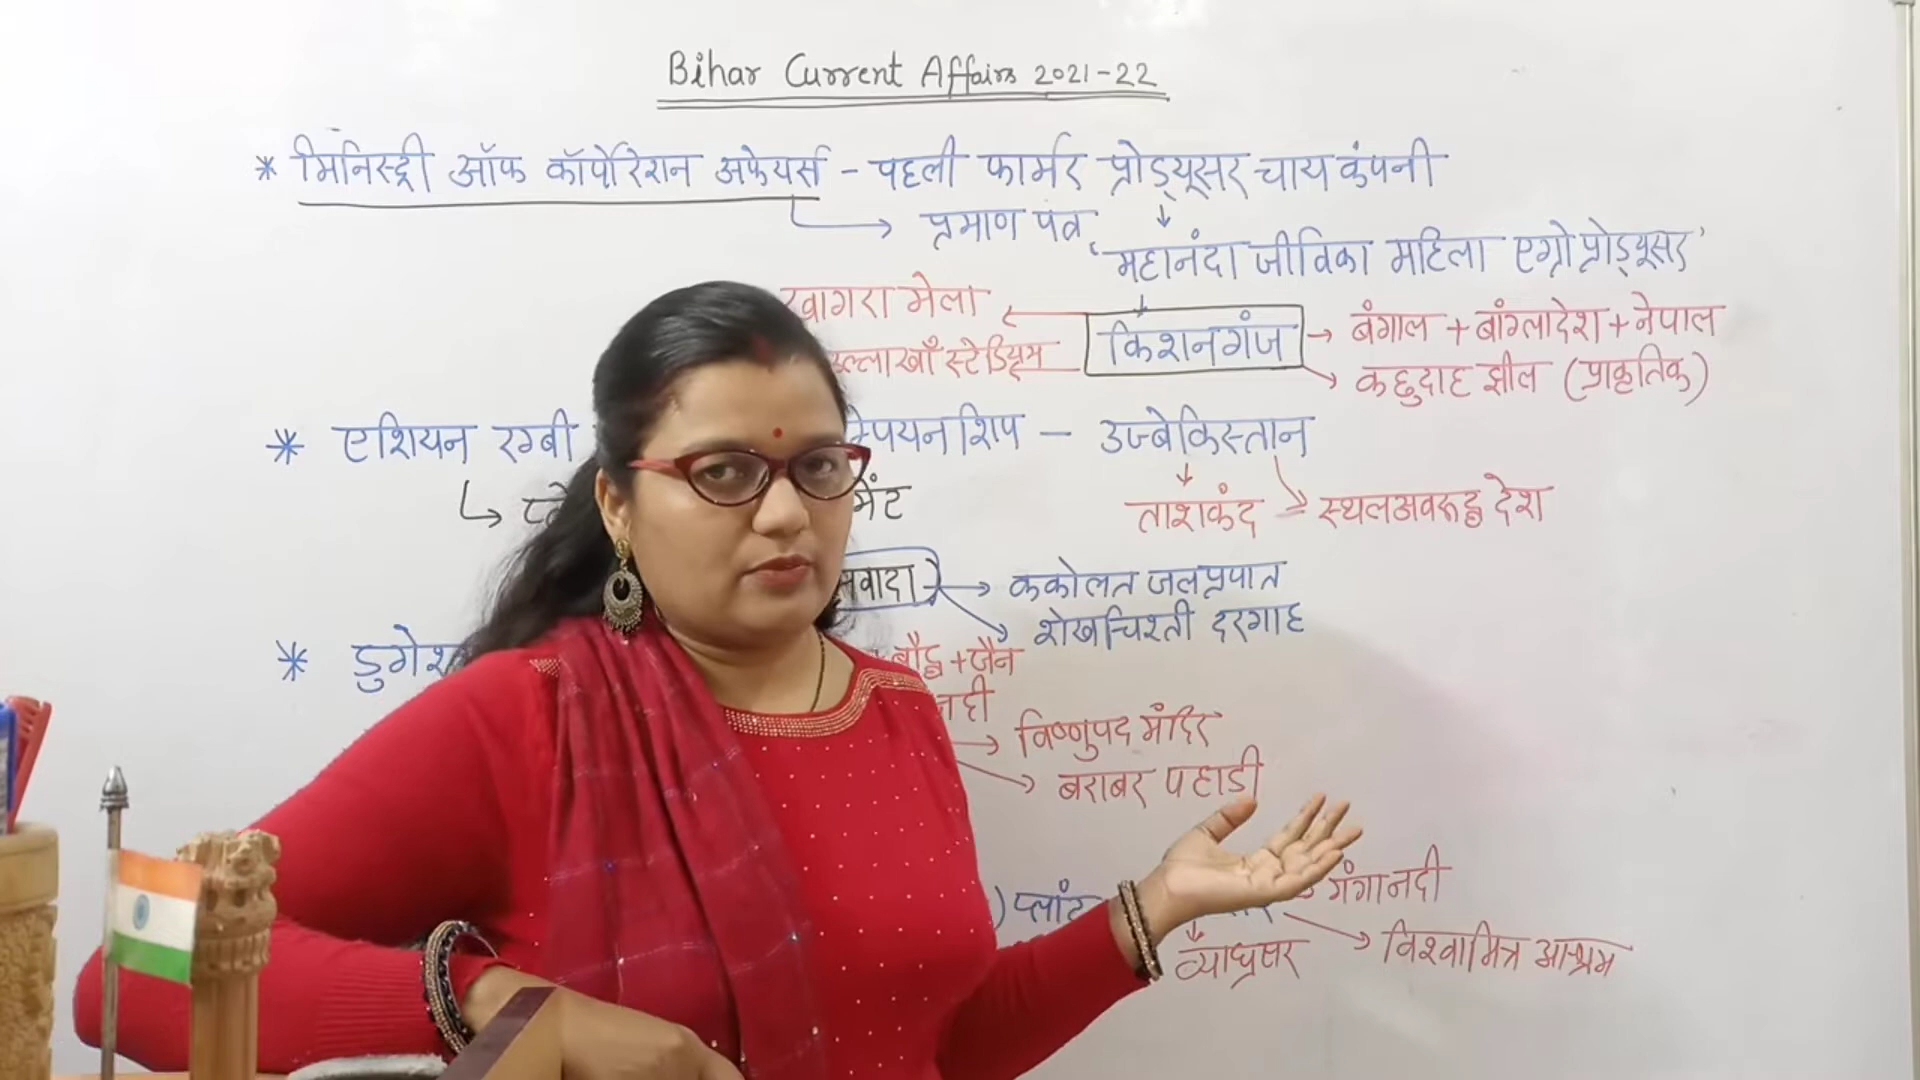 Bihar Current Affairs 2021-22
* मिनिस्ट्री ऑफ कॉर्पोरेशन अफेयर्स - पहली फार्मर प्रोड्यूसर चाय कंपनी
↳ प्रमाण पत्र ↓
'महानंदा जीविका महिला एग्रो प्रोड्यूसर'
खागरा मेला ← किशनगंज → बंगाल + बांग्लादेश + नेपाल
स्टेडियम → कछुदाह झील (प्राकृतिक)
* एशियन रग्बी - उज्बेकिस्तान
↳ ↓ ताशकंद → स्थलअवरूद्ध देश
→ ककोलत जलप्रपात
→ शेखचिश्ती दरगाह
* बौद्ध + जैन
→ विष्णुपद मंदिर
→ बराबर पहाडी
) प्लांट गंगा नदी
↓ व्याघ्रसर → विश्वामित्र आश्रम